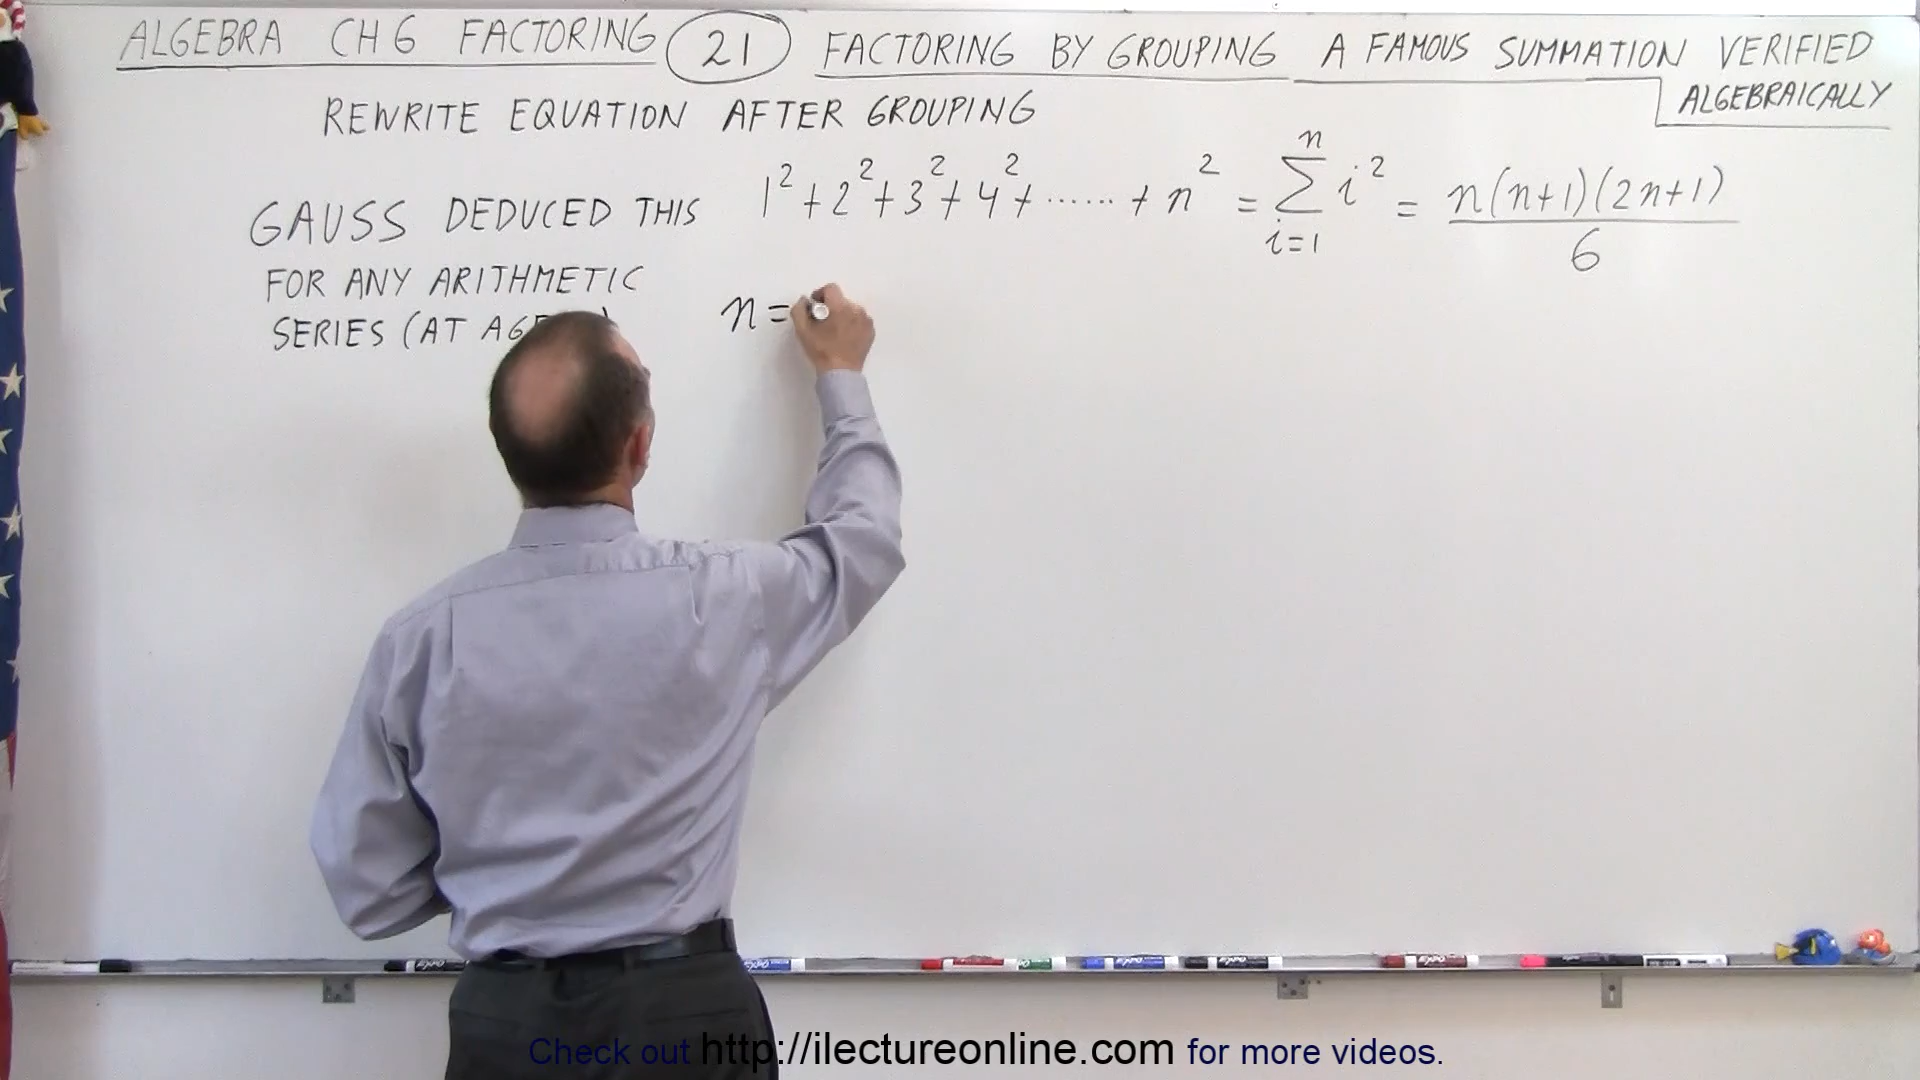 ALGEBRA CH 6 FACTORING 21 FACTORING BY GROUPING A FAMOUS SUMMATION VERIFIED
ALGEBRAICALLY
REWRITE EQUATION AFTER GROUPING
GAUSS DEDUCED THIS 1² + 2² + 3² + 4² + ...... + n² = ∑ⁿᵢ₌₁ i² = n(n+1)(2n+1)/6
FOR ANY ARITHMETIC
SERIES (AT n =
Check out http://ilectureonline.com for more videos.